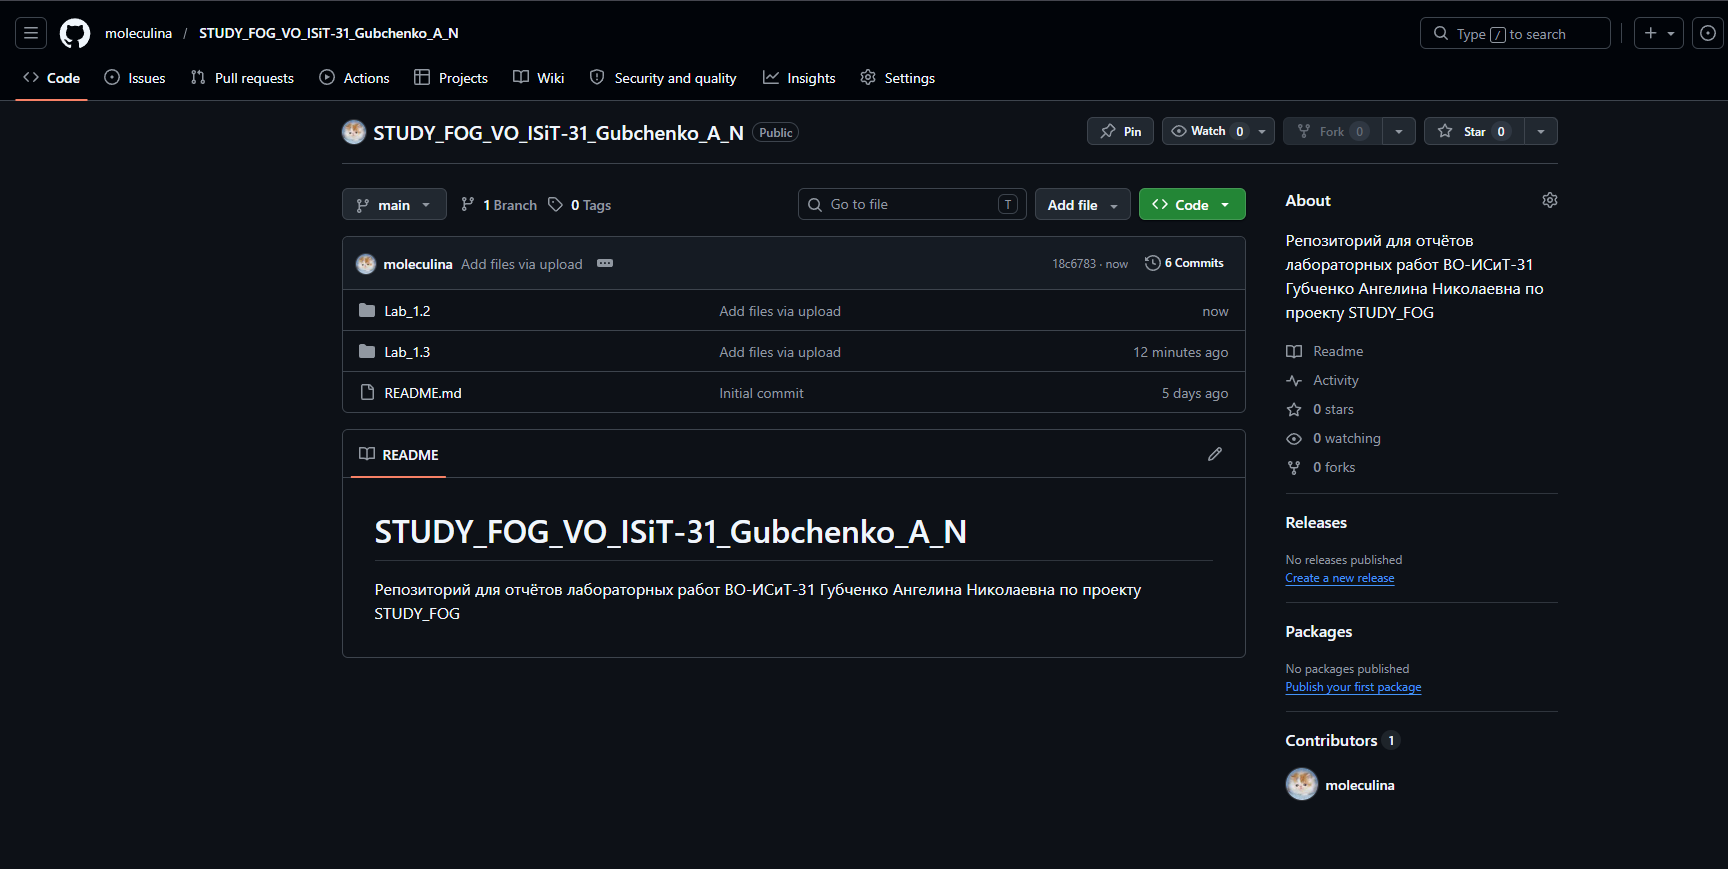 moleculina / STUDY_FOG_VO_ISiT-31_Gubchenko_A_N
Type / to search
Code Issues Pull requests Actions Projects Wiki Security and quality Insights Settings
STUDY_FOG_VO_ISiT-31_Gubchenko_A_N Public
Pin Watch 0 Fork 0 Star 0
main 1 Branch 0 Tags
Go to file T Add file Code
moleculina Add files via upload 18c6783 · now 6 Commits
Lab_1.2 Add files via upload now
Lab_1.3 Add files via upload 12 minutes ago
README.md Initial commit 5 days ago
README
STUDY_FOG_VO_ISiT-31_Gubchenko_A_N
Репозиторий для отчётов лабораторных работ ВО-ИСиТ-31 Губченко Ангелина Николаевна по проекту
STUDY_FOG
About
Репозиторий для отчётов
лабораторных работ ВО-ИСиТ-31
Губченко Ангелина Николаевна по
проекту STUDY_FOG
Readme
Activity
0 stars
0 watching
0 forks
Releases
No releases published
Create a new release
Packages
No packages published
Publish your first package
Contributors 1
moleculina